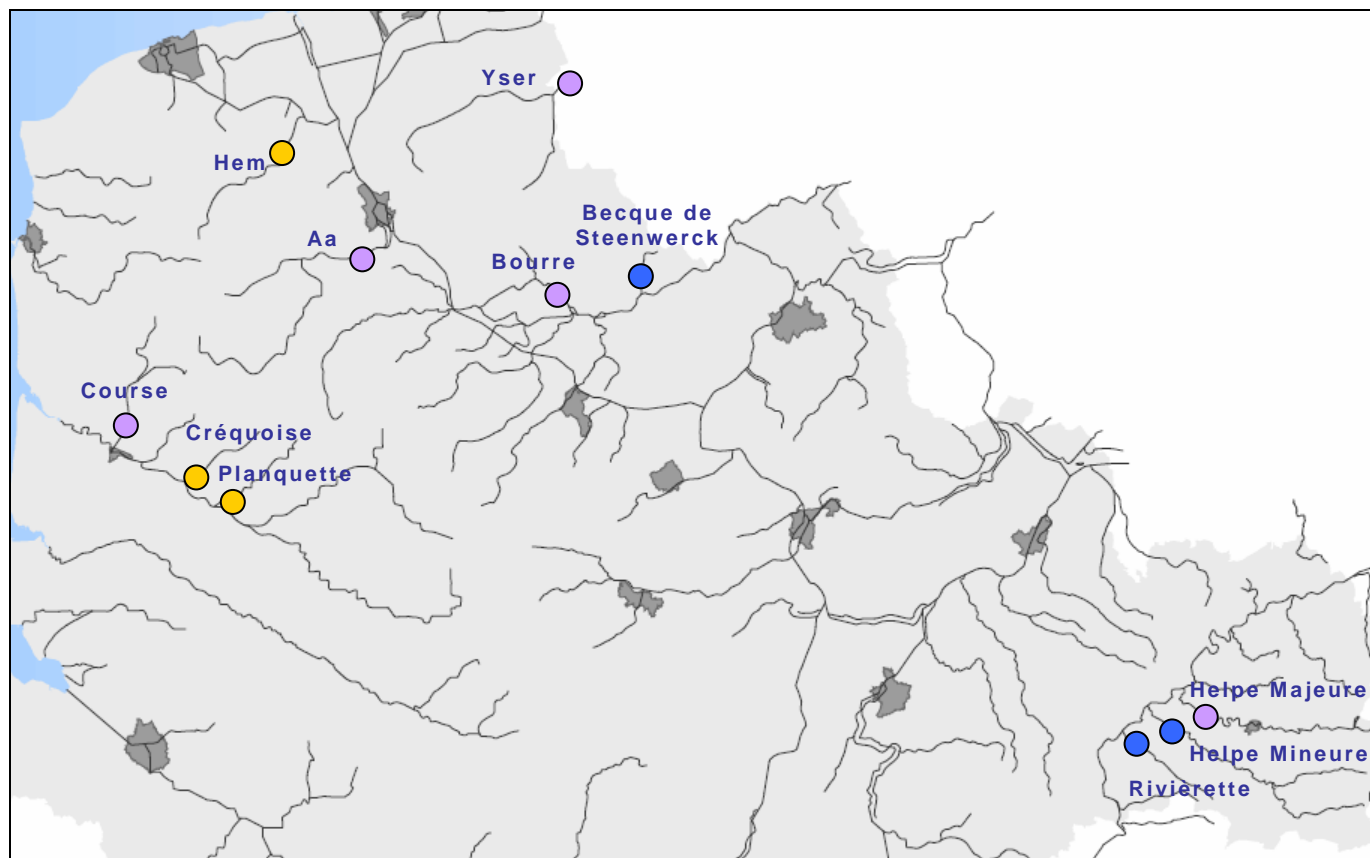 Yser
Hem
Becque de
Steenwerck
Aa
Bourre
Course
Créquoise
Planquette
Helpe Majeure
Helpe Mineure
Rivièrette